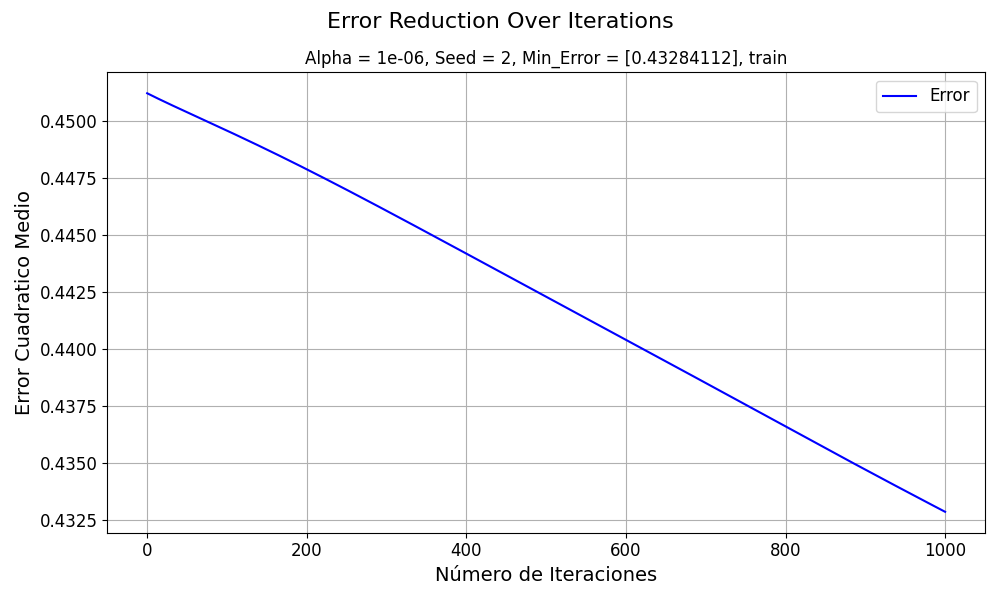 Error Reduction Over Iterations
Alpha = 1e-06, Seed = 2, Min_Error = [0.43284112], train
Error
Error Cuadratico Medio
0.4500
0.4475
0.4450
0.4425
0.4400
0.4375
0.4350
0.4325
0 200 400 600 800 1000
Número de Iteraciones